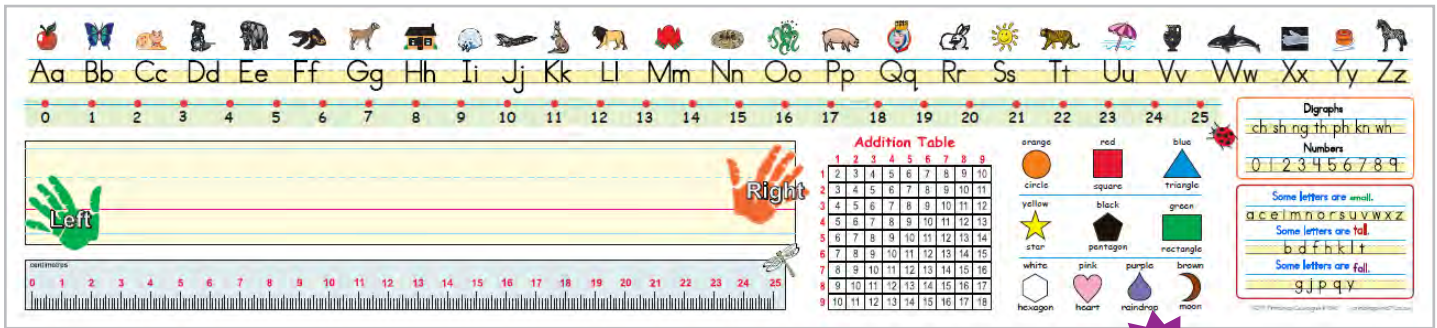 Aa Bb Cc Dd Ee Ff Gg Hh Ii Jj Kk Ll Mm Nn Oo Pp Qq Rr Ss Tt Uu Vv Ww Xx Yy Zz
0 1 2 3 4 5 6 7 8 9 10 11 12 13 14 15 16 17 18 19 20 21 22 23 24 25
Left
Right
centimetres
0 1 2 3 4 5 6 7 8 9 10 11 12 13 14 15 16 17 18 19 20 21 22 23 24 25
Addition Table
1 2 3 4 5 6 7 8 9
1 2 3 4 5 6 7 8 9 10
2 3 4 5 6 7 8 9 10 11
3 4 5 6 7 8 9 10 11 12
4 5 6 7 8 9 10 11 12 13
5 6 7 8 9 10 11 12 13 14
6 7 8 9 10 11 12 13 14 15
7 8 9 10 11 12 13 14 15 16
8 9 10 11 12 13 14 15 16 17
9 10 11 12 13 14 15 16 17 18
orange red blue
circle square triangle
yellow black green
star pentagon rectangle
white pink purple brown
hexagon heart raindrop moon
Digraphs
ch sh ng th ph kn wh
Numbers
0 1 2 3 4 5 6 7 8 9
Some letters are small.
a c e i m n o r s u v w x z
Some letters are tall.
b d f h k l t
Some letters are fall.
g j p q y